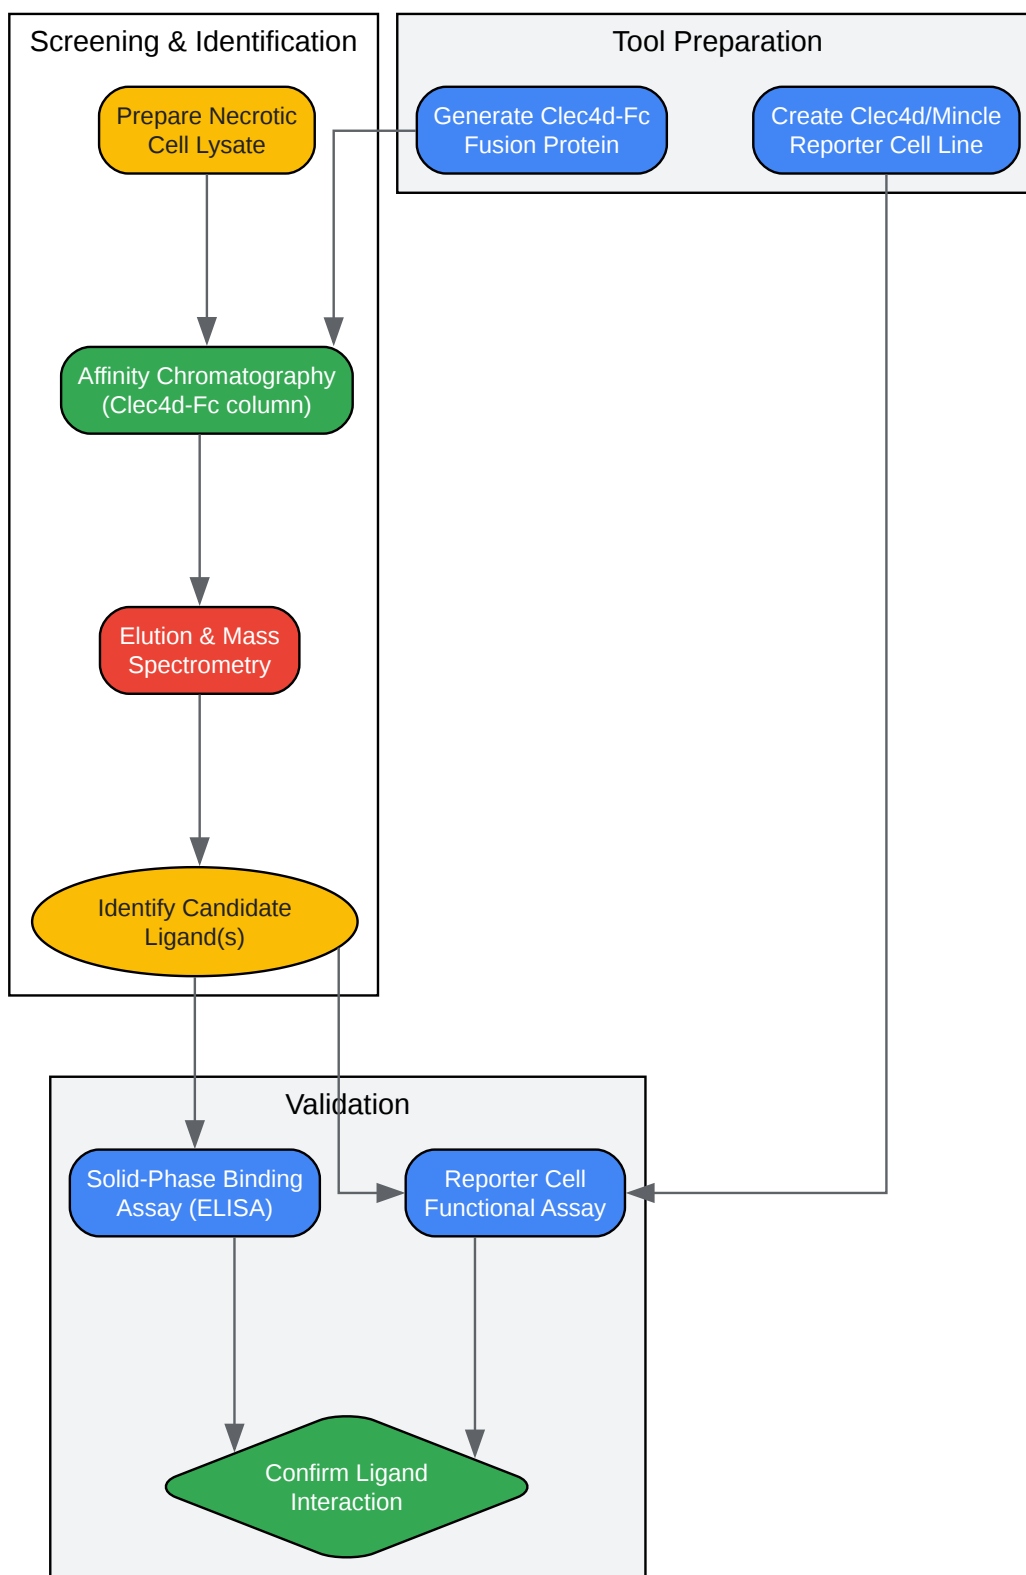 Screening & Identification
Tool Preparation
Prepare Necrotic
Cell Lysate
Generate Clec4d-Fc
Fusion Protein
Create Clec4d/Mincle
Reporter Cell Line
Affinity Chromatography
(Clec4d-Fc column)
Elution & Mass
Spectrometry
Identify Candidate
Ligand(s)
Validation
Solid-Phase Binding
Assay (ELISA)
Reporter Cell
Functional Assay
Confirm Ligand
Interaction